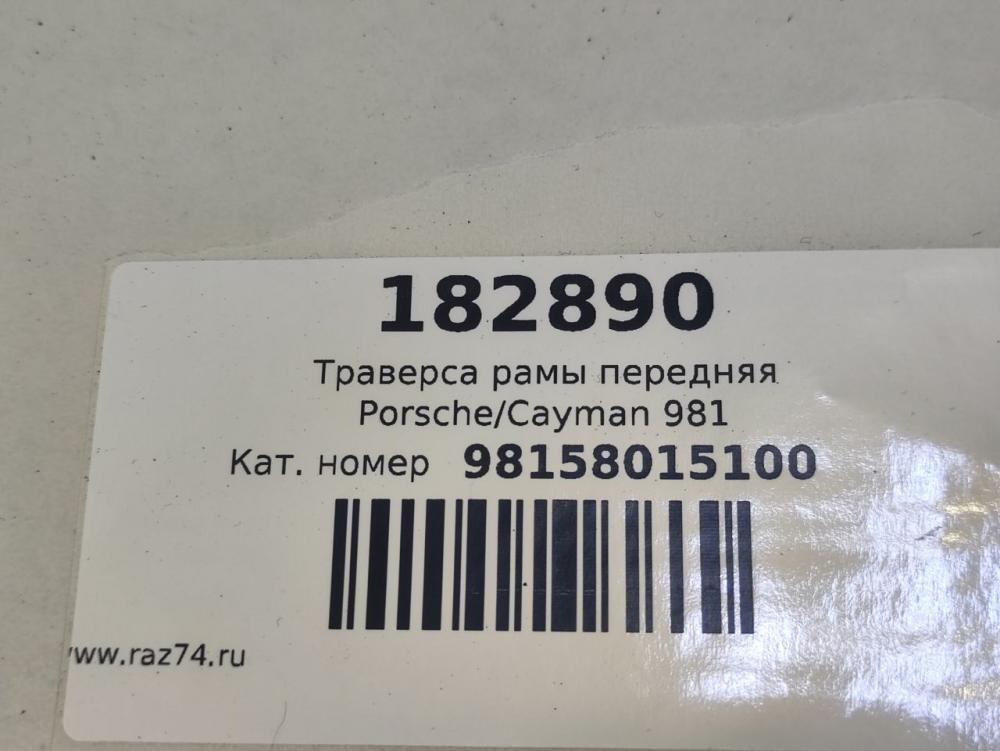 182890
Траверса рамы передняя
Porsche/Cayman 981
Кат. номер 98158015100
www.raz74.ru